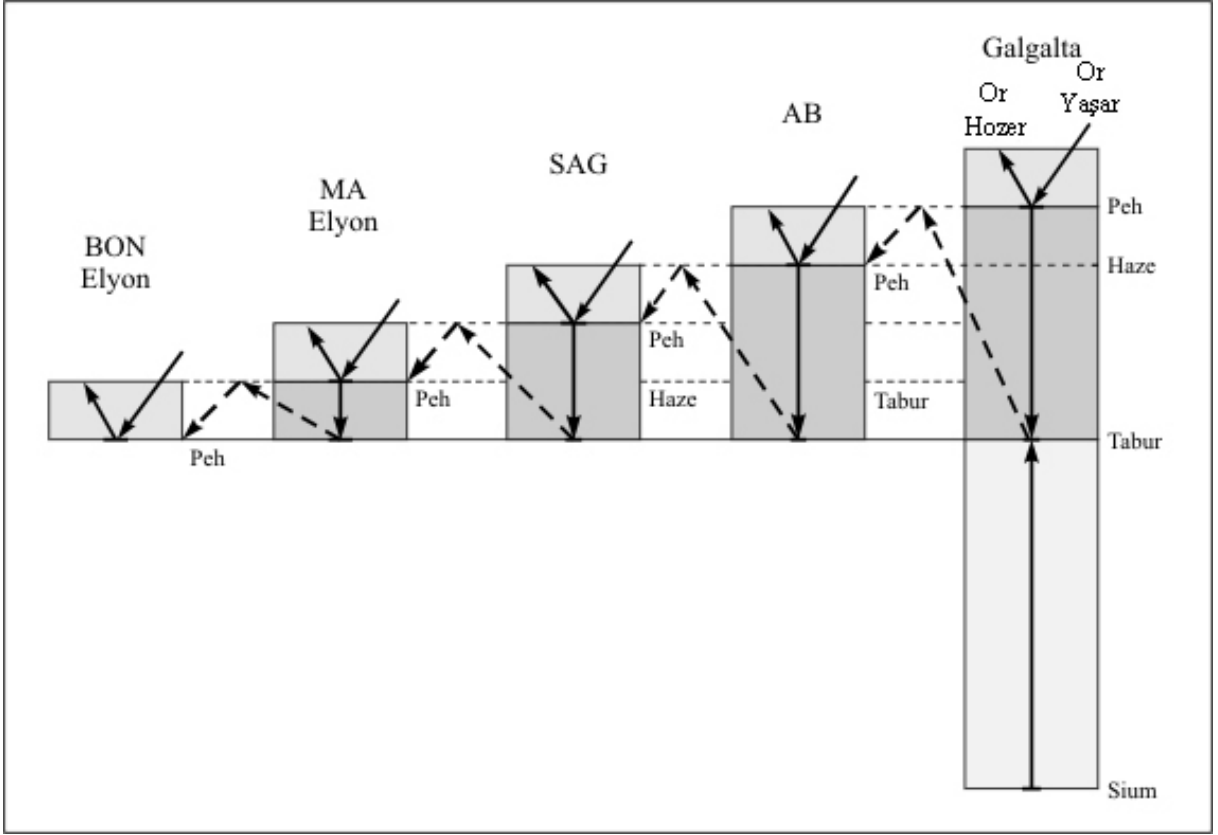 Galgalta
Or
Yaşar
Or
Hozer
AB
SAG
MA
Elyon
BON
Elyon
Peh
Haze
Peh
Peh
Peh
Haze
Tabur
Tabur
Peh
Sium